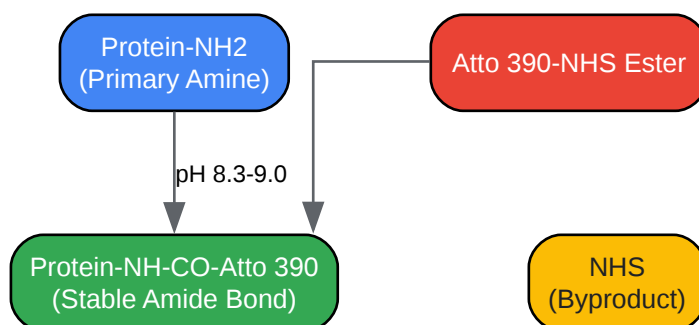 Protein-NH2
(Primary Amine)
Atto 390-NHS Ester
pH 8.3-9.0
Protein-NH-CO-Atto 390
(Stable Amide Bond)
NHS
(Byproduct)